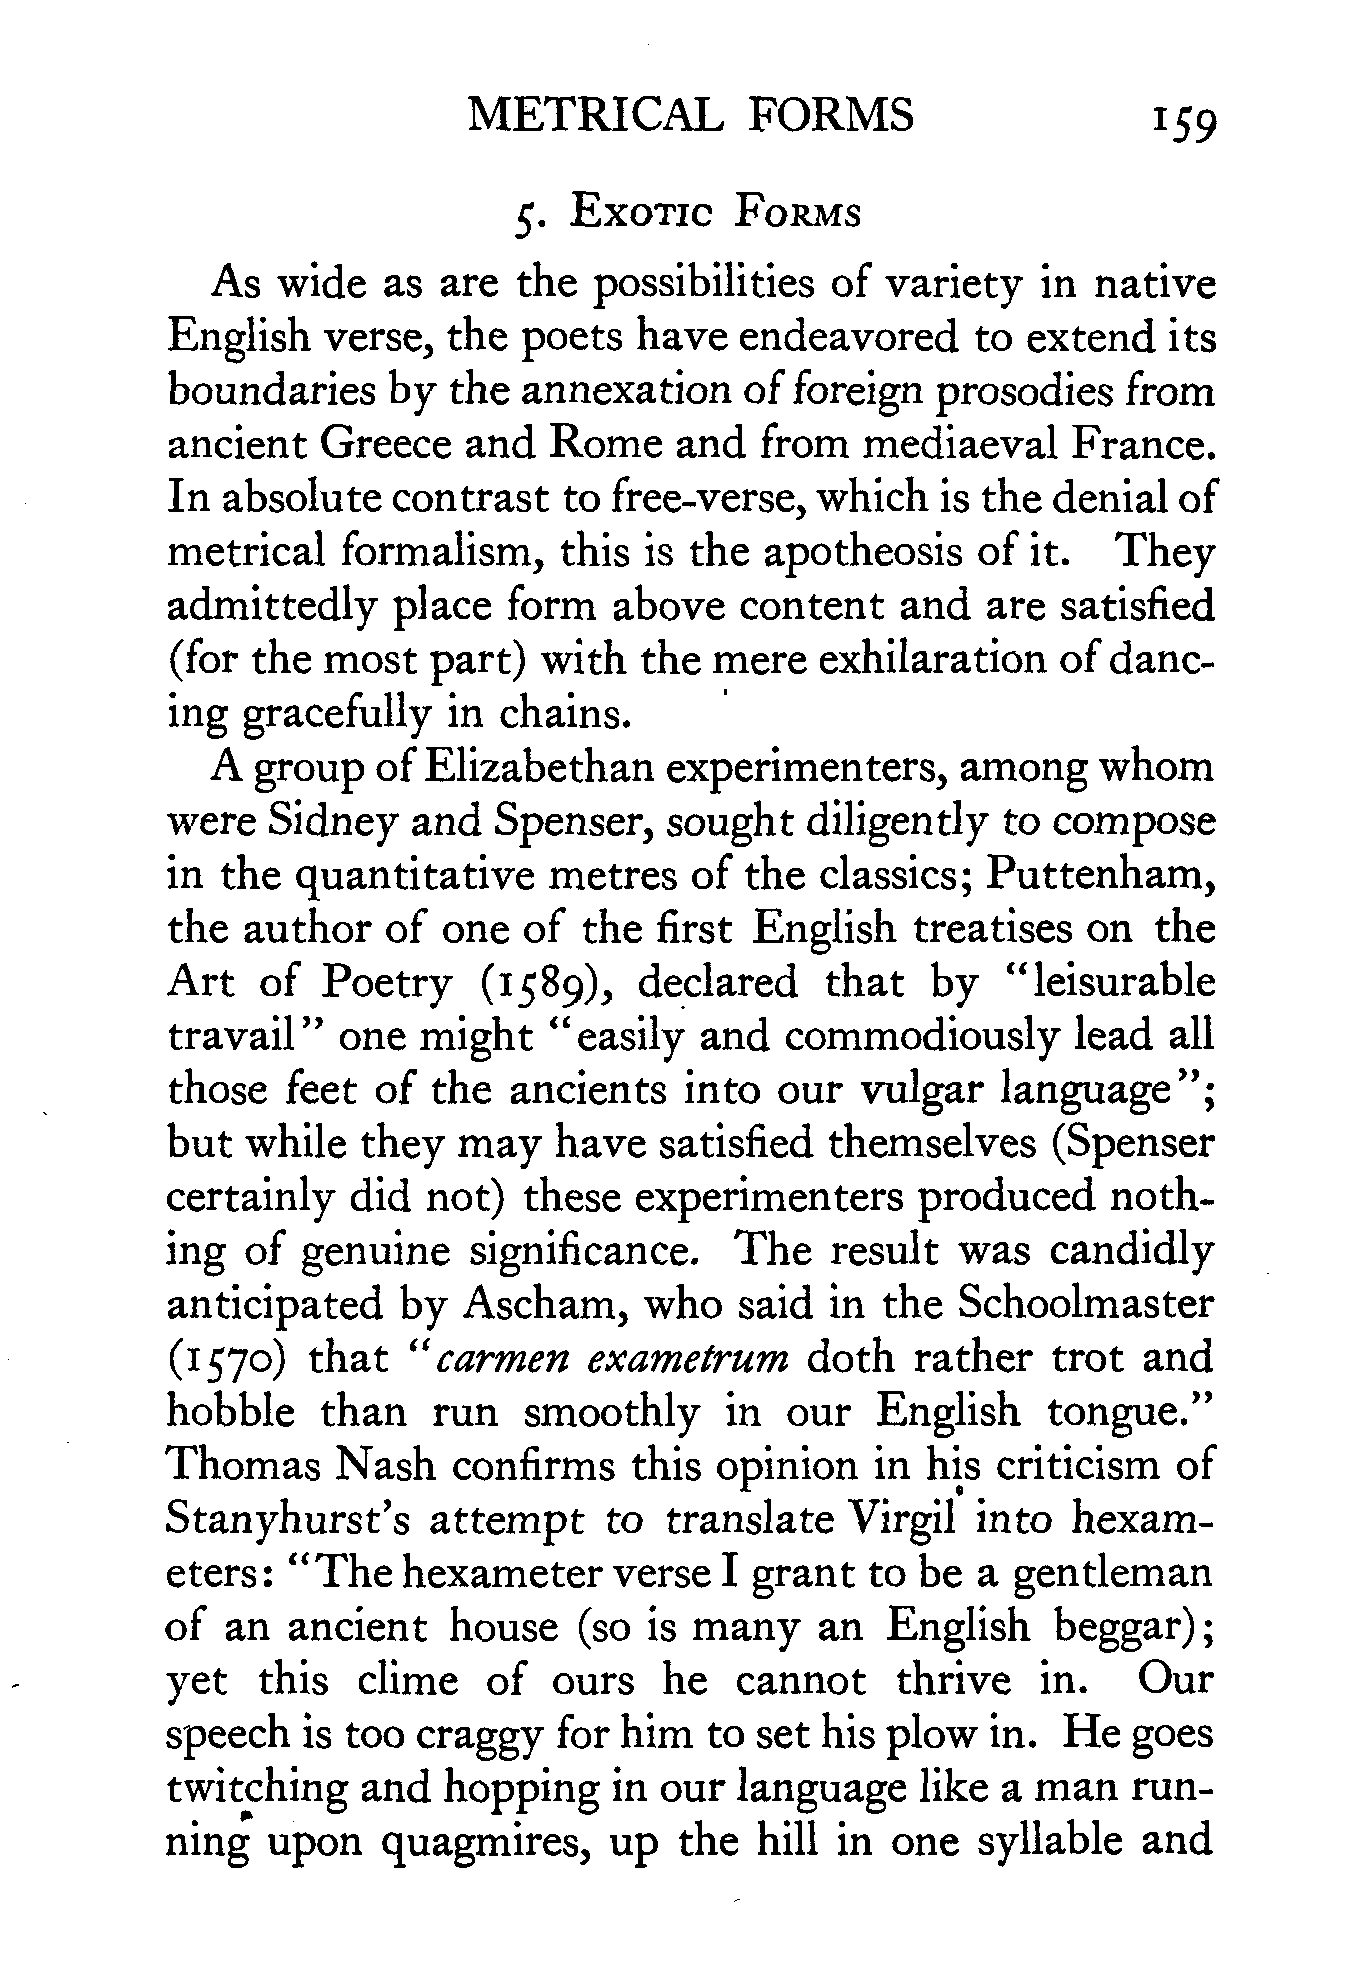 METRICAL FORMS 159
5. Exotic Forms
As wide as are the possibilities of variety in native
English verse, the poets have endeavored to extend its
boundaries by the annexation of foreign prosodies from
ancient Greece and Rome and from mediaeval France.
In absolute contrast to free-verse, which is the denial of
metrical formalism, this is the apotheosis of it. They
admittedly place form above content and are satisfied
(for the most part) with the mere exhilaration of danc-
ing gracefully in chains.
A group of Elizabethan experimenters, among whom
were Sidney and Spenser, sought diligently to compose
in the quantitative metres of the classics; Puttenham,
the author of one of the first English treatises on the
Art of Poetry (1589), declared that by "leisurable
travail" one might "easily and commodiously lead all
those feet of the ancients into our vulgar language";
but while they may have satisfied themselves (Spenser
certainly did not) these experimenters produced noth-
ing of genuine significance. The result was candidly
anticipated by Ascham, who said in the Schoolmaster
(1570) that "carmen exametrum doth rather trot and
hobble than run smoothly in our English tongue."
Thomas Nash confirms this opinion in his criticism of
Stanyhurst's attempt to translate Virgil into hexam-
eters: "The hexameter verse I grant to be a gentleman
of an ancient house (so is many an English beggar);
yet this clime of ours he cannot thrive in. Our
speech is too craggy for him to set his plow in. He goes
twitching and hopping in our language like a man run-
ning upon quagmires, up the hill in one syllable and